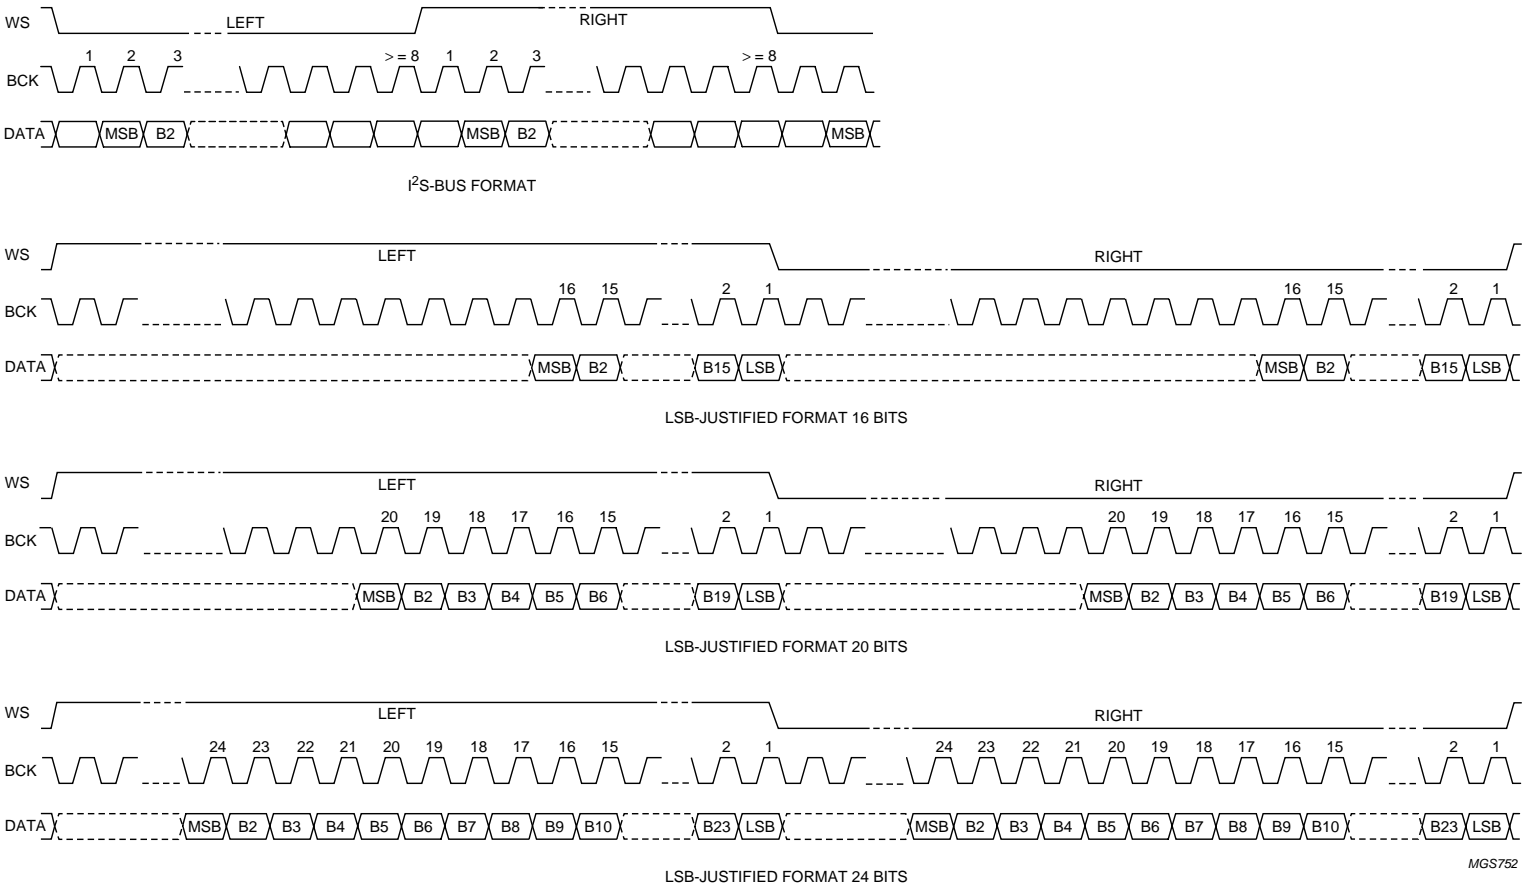 WS LEFT RIGHT
1 2 3 > = 8 1 2 3 > = 8
BCK
DATA MSB B2 MSB B2 MSB
I²S-BUS FORMAT
WS LEFT RIGHT
16 15 2 1 16 15 2 1
BCK
DATA MSB B2 B15 LSB MSB B2 B15 LSB
LSB-JUSTIFIED FORMAT 16 BITS
WS LEFT RIGHT
20 19 18 17 16 15 2 1 20 19 18 17 16 15 2 1
BCK
DATA MSB B2 B3 B4 B5 B6 B19 LSB MSB B2 B3 B4 B5 B6 B19 LSB
LSB-JUSTIFIED FORMAT 20 BITS
WS LEFT RIGHT
24 23 22 21 20 19 18 17 16 15 2 1 24 23 22 21 20 19 18 17 16 15 2 1
BCK
DATA MSB B2 B3 B4 B5 B6 B7 B8 B9 B10 B23 LSB MSB B2 B3 B4 B5 B6 B7 B8 B9 B10 B23 LSB
MGS752
LSB-JUSTIFIED FORMAT 24 BITS